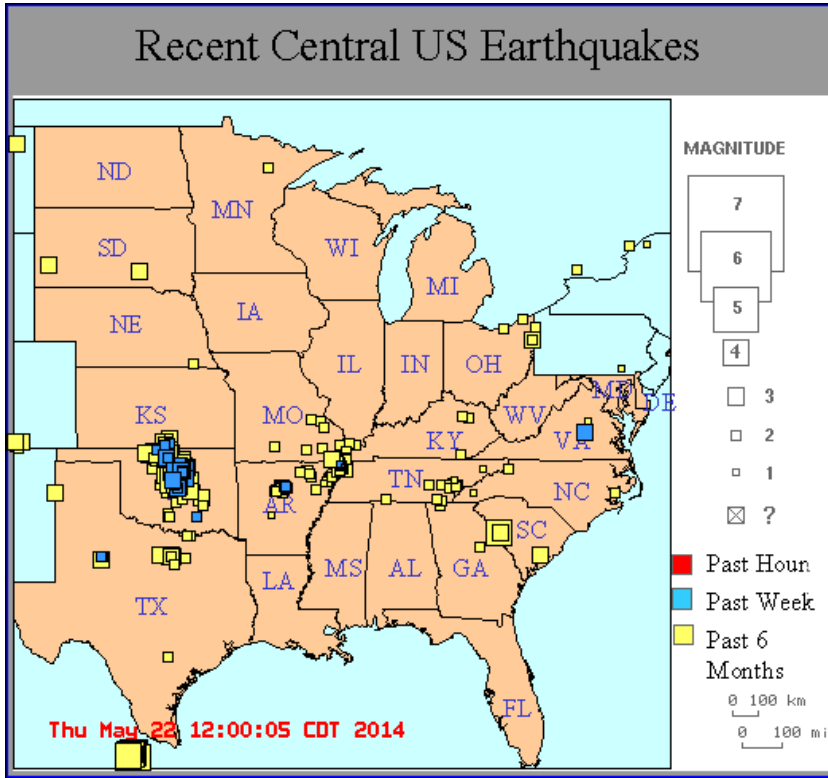 Recent Central US Earthquakes
MAGNITUDE
7
6
5
4
3
2
1
?
Past Houn
Past Week
Past 6
Months
0 100 km
0 100 mi
ND
MN
SD
WI
MI
NE
IA
IL
IN
OH
MD
DE
KS
MO
WV
KY
VA
TN
NC
AR
SC
MS
AL
GA
LA
TX
FL
Thu May 22 12:00:05 CDT 2014